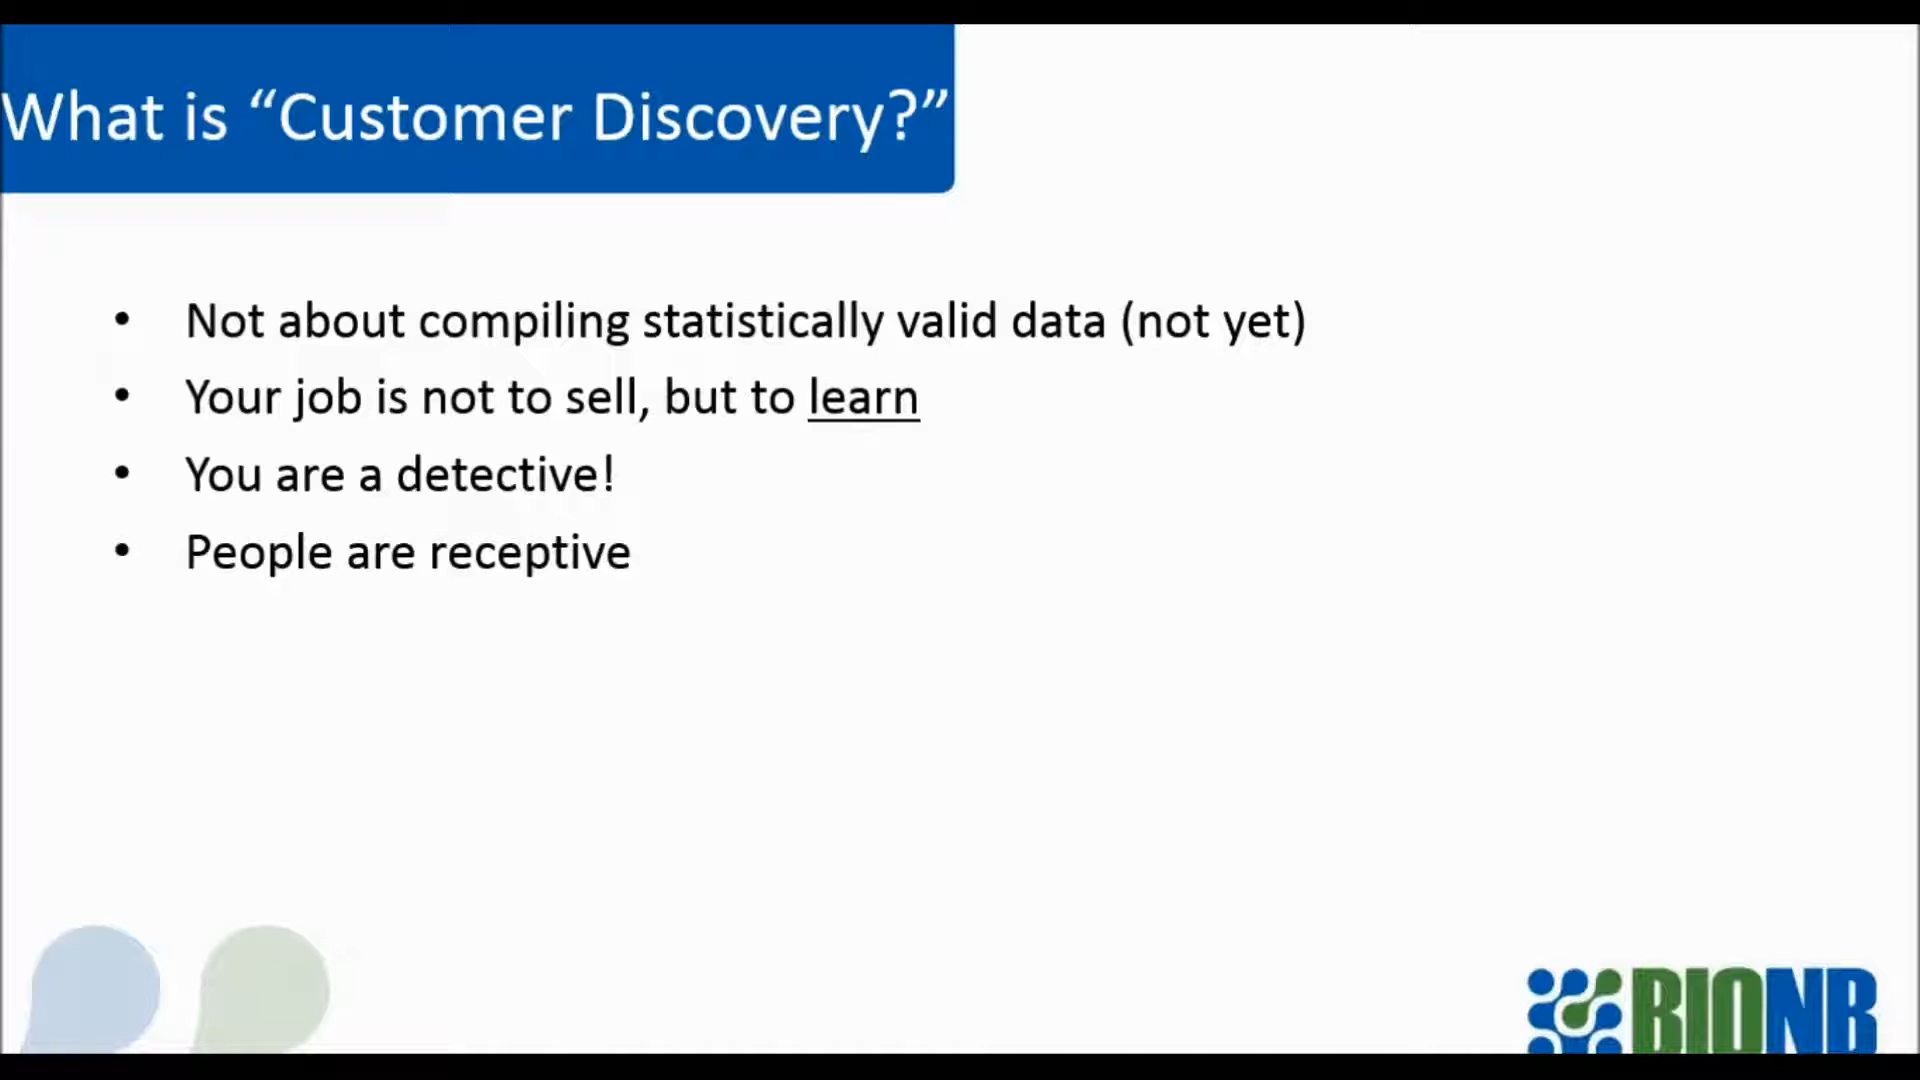 What is “Customer Discovery?”
• Not about compiling statistically valid data (not yet)
• Your job is not to sell, but to learn
• You are a detective!
• People are receptive
BIONB